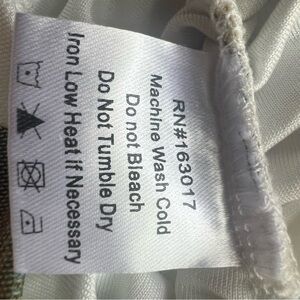 RN#163017
Machine Wash Cold
Do not Bleach
Do Not Tumble Dry
Iron Low Heat if Necessary